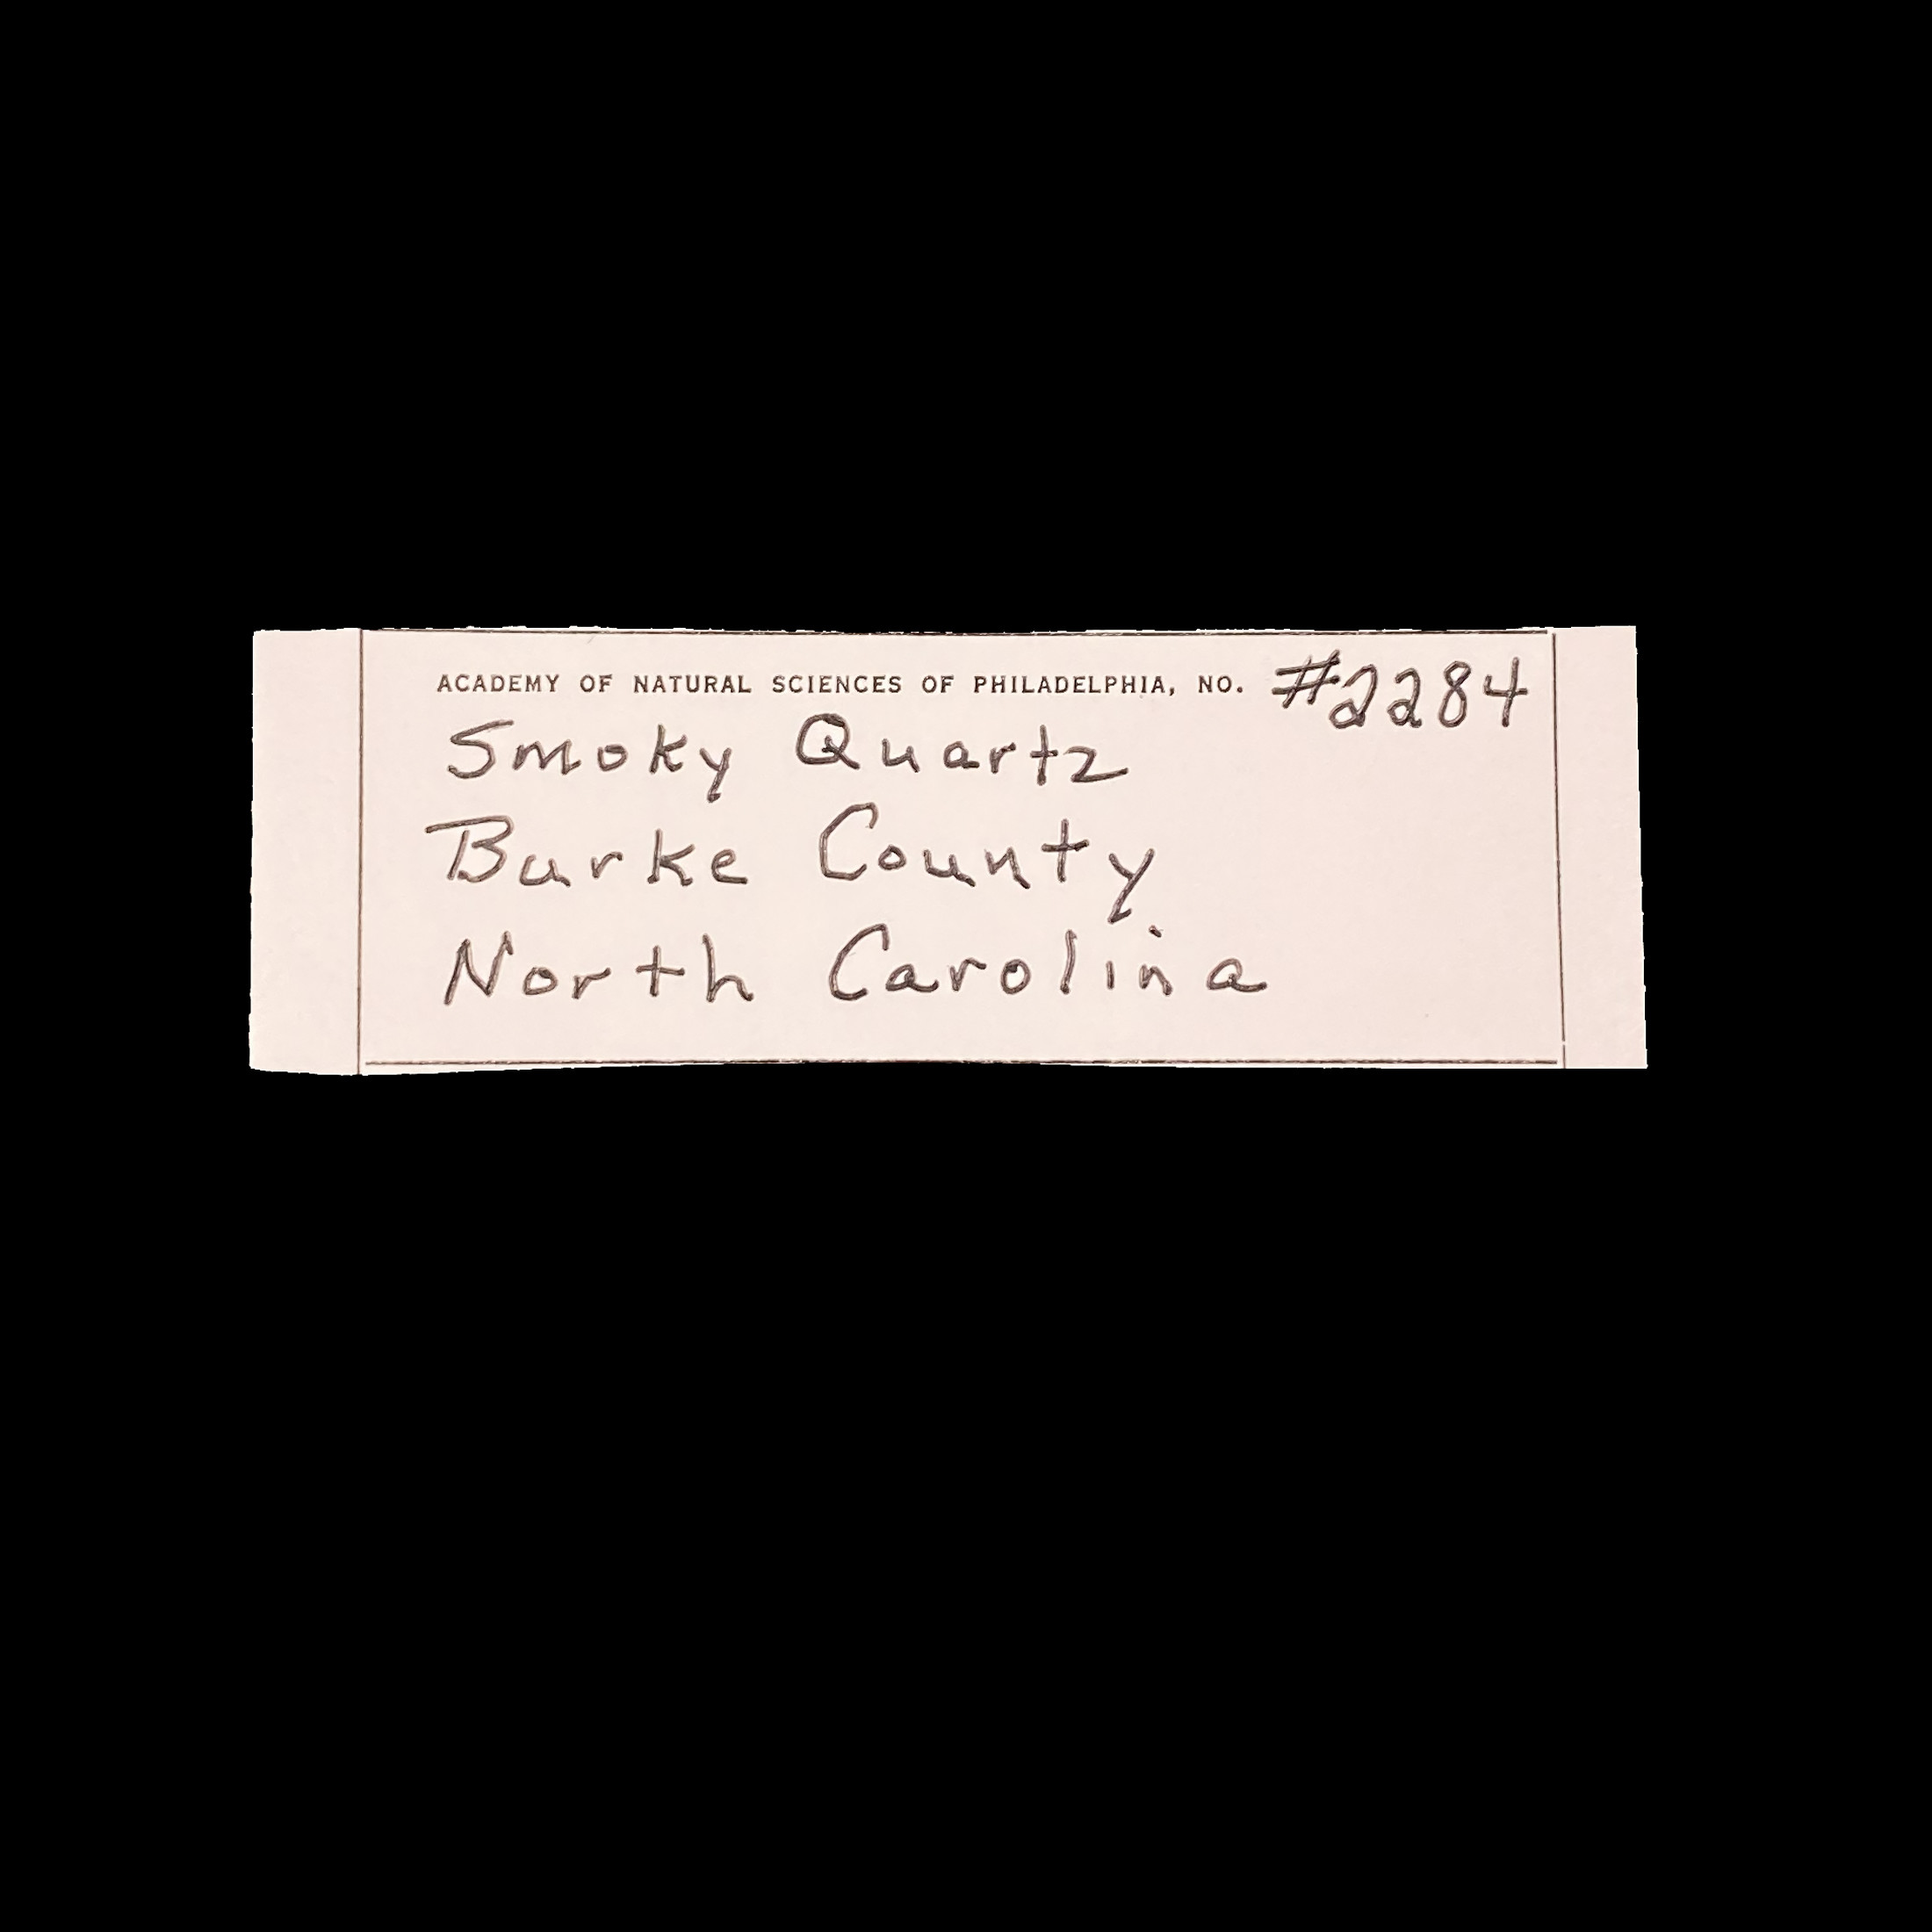 ACADEMY OF NATURAL SCIENCES OF PHILADELPHIA, NO. #2284
Smoky Quartz
Burke County
North Carolina